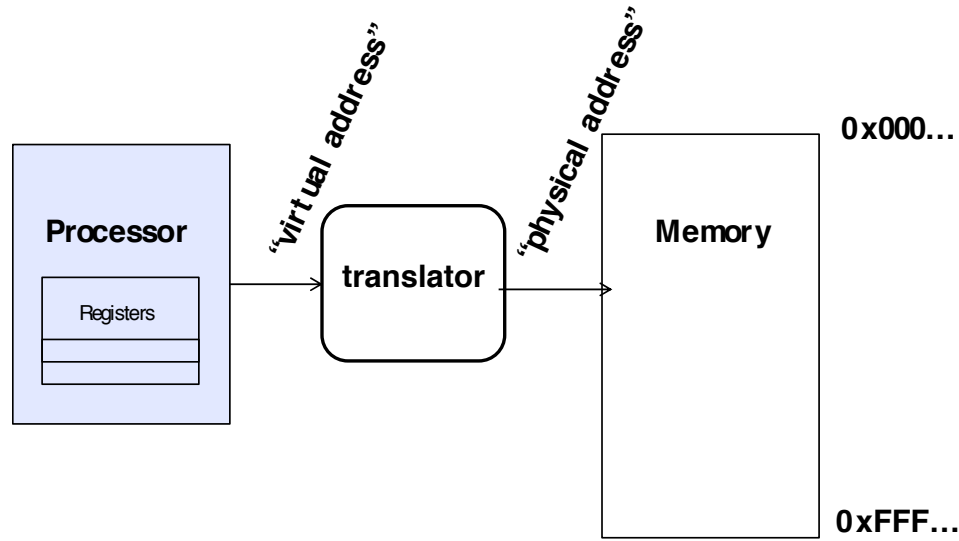 “virtual address”
“physical address”
0x000…
Processor
Memory
translator
Registers
0xFFF…